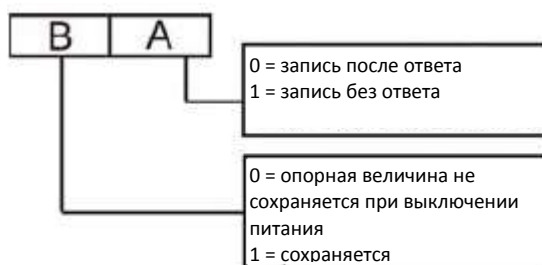 B A
0 = запись после ответа
1 = запись без ответа
0 = опорная величина не
сохраняется при выключении
питания
1 = сохраняется